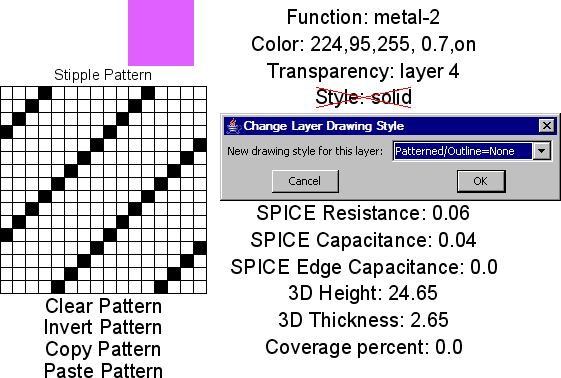 Function: metal-2
Color: 224,95,255, 0.7,on
Transparency: layer 4
Style: solid
Stipple Pattern
Change Layer Drawing Style
New drawing style for this layer: Patterned/Outline=None
Cancel OK
SPICE Resistance: 0.06
SPICE Capacitance: 0.04
SPICE Edge Capacitance: 0.0
3D Height: 24.65
3D Thickness: 2.65
Coverage percent: 0.0
Clear Pattern
Invert Pattern
Copy Pattern
Paste Pattern